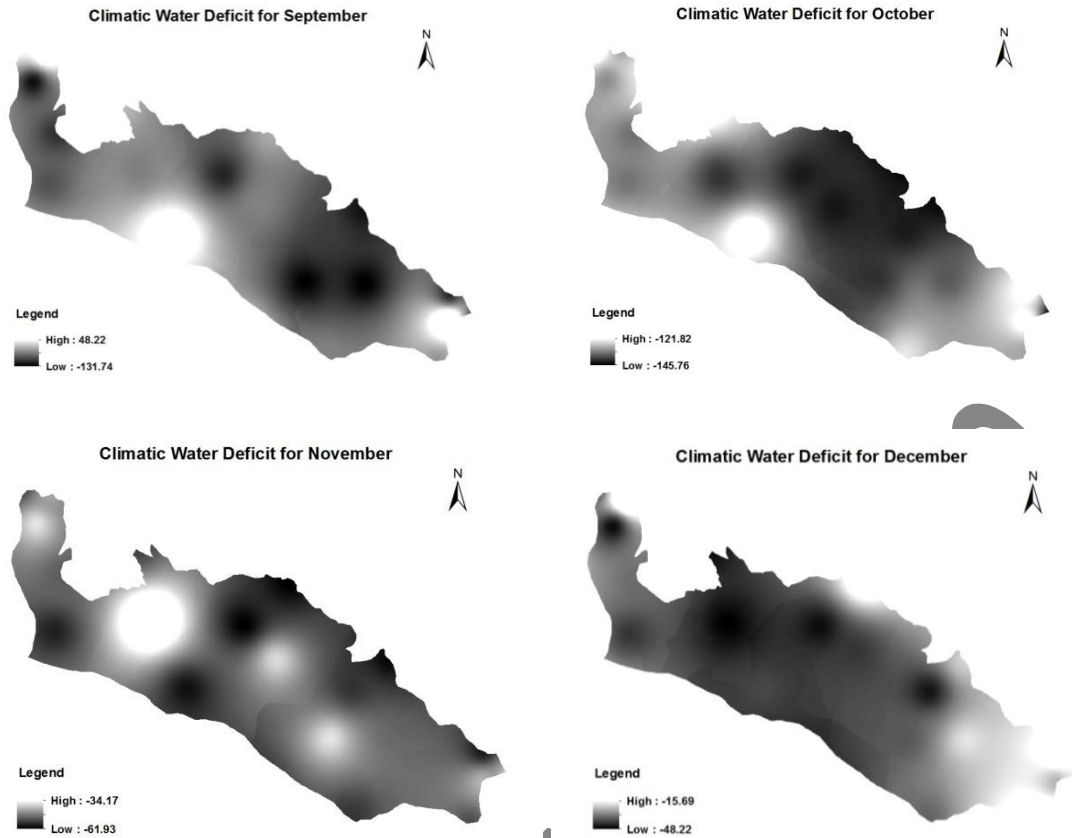 Climatic Water Deficit for September
N
Legend
High : 48.22
Low : -131.74
Climatic Water Deficit for October
N
Legend
High : -121.82
Low : -145.76
Climatic Water Deficit for November
N
Legend
High : -34.17
Low : -61.93
Climatic Water Deficit for December
N
Legend
High : -15.69
Low : -48.22